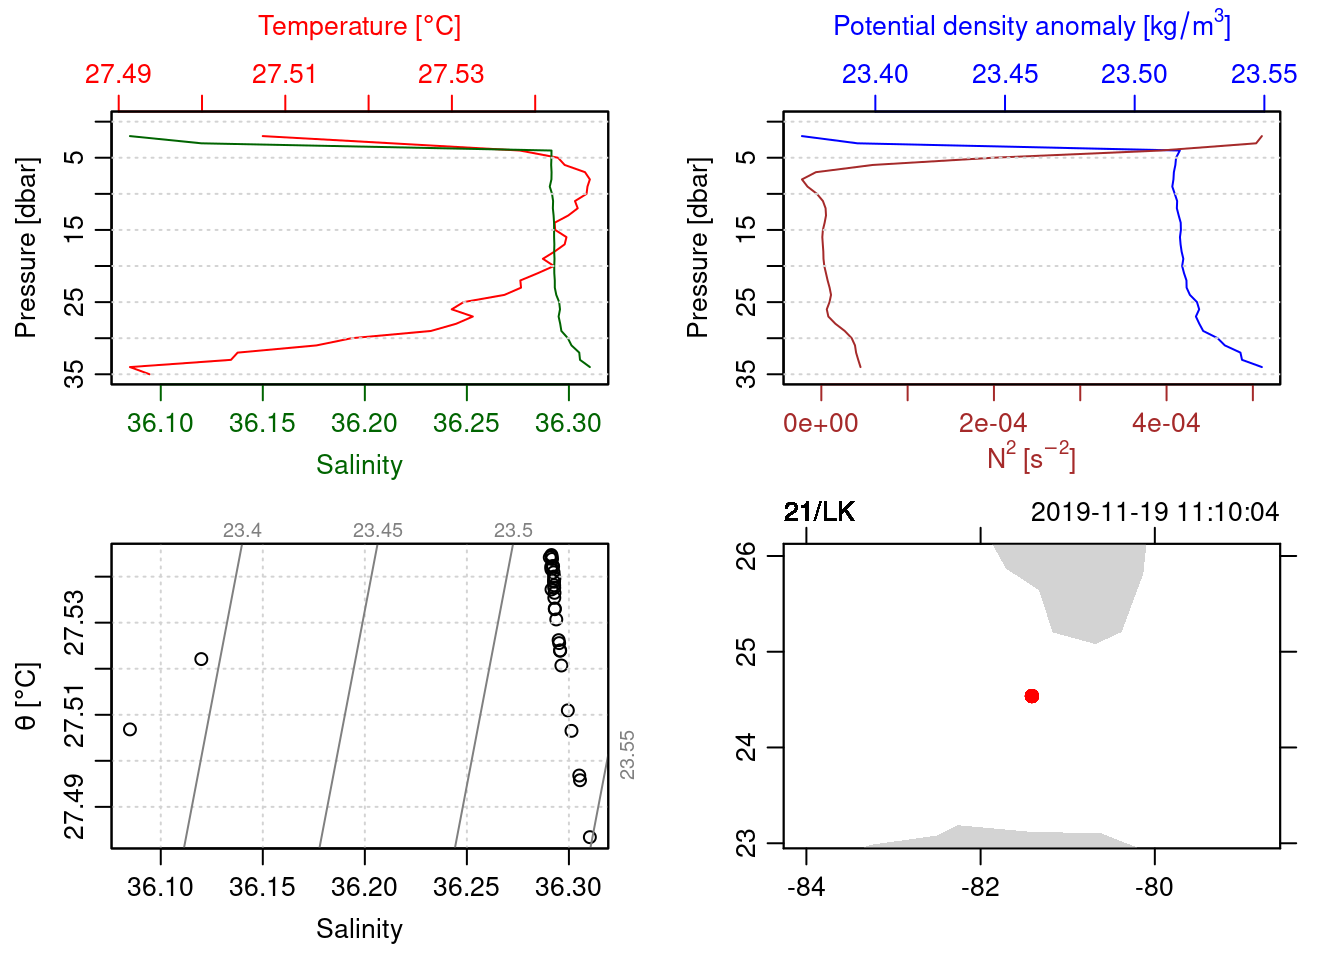 Temperature [°C]
27.49 27.51 27.53
Pressure [dbar]
5 15 25 35
36.10 36.15 36.20 36.25 36.30
Salinity
Potential density anomaly [kg/m³]
23.40 23.45 23.50 23.55
Pressure [dbar]
5 15 25 35
0e+00 2e-04 4e-04
N² [s⁻²]
23.4 23.45 23.5
23.55
θ [°C]
27.53 27.51 27.49
36.10 36.15 36.20 36.25 36.30
Salinity
21/LK 2019-11-19 11:10:04
26 25 24 23
-84 -82 -80